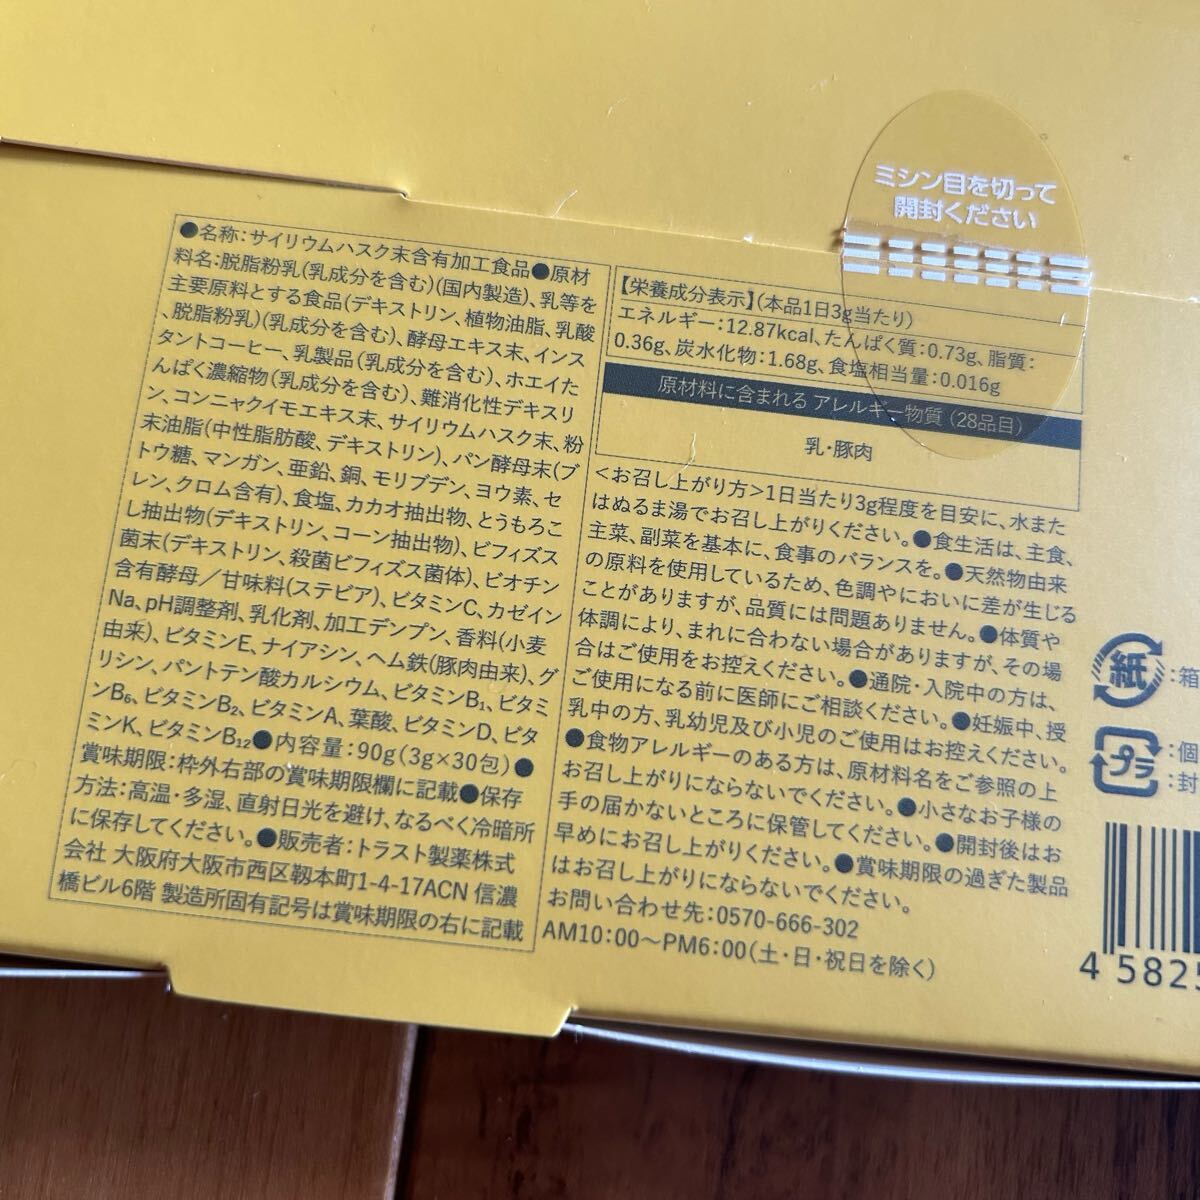 ミシン目を切って
開封ください
●名称：サイリウムハスク末含有加工食品●原材
料名：脱脂粉乳(乳成分を含む)(国内製造)、乳等を
主要原料とする食品(デキストリン、植物油脂、乳酸
、脱脂粉乳)(乳成分を含む)、酵母エキス末、インス
タントコーヒー、乳製品(乳成分を含む)、ホエイた
んぱく濃縮物(乳成分を含む)、難消化性デキスリ
ン、コンニャクイモエキス末、サイリウムハスク末、粉
末油脂(中性脂肪酸、デキストリン)、パン酵母末(ブ
トウ糖、マンガン、亜鉛、銅、モリブデン、ヨウ素、セ
レン、クロム含有)、食塩、カカオ抽出物、とうもろこ
し抽出物(デキストリン、コーン抽出物)、ビフィズス
菌末(デキストリン、殺菌ビフィズス菌体)、ビオチン
含有酵母／甘味料(ステビア)、ビタミンC、カゼイン
Na、pH調整剤、乳化剤、加工デンプン、香料(小麦
由来)、ビタミンE、ナイアシン、ヘム鉄(豚肉由来)、グ
リシン、パントテン酸カルシウム、ビタミンB₁、ビタミ
ンB₆、ビタミンB₂、ビタミンA、葉酸、ビタミンD、ビタ
ミンK、ビタミンB₁₂●内容量：90g(3g×30包)●
賞味期限：枠外右部の賞味期限欄に記載●保存
方法：高温・多湿、直射日光を避け、なるべく冷暗所
に保存してください。●販売者：トラスト製薬株式
会社 大阪府大阪市西区靱本町1-4-17ACN 信濃
橋ビル6階 製造所固有記号は賞味期限の右に記載
【栄養成分表示】(本品1日3g当たり)
エネルギー：12.87kcal、たんぱく質：0.73g、脂質：
0.36g、炭水化物：1.68g、食塩相当量：0.016g
原材料に含まれる アレルギー物質 (28品目)
乳・豚肉
＜お召し上がり方＞1日当たり3g程度を目安に、水また
はぬるま湯でお召し上がりください。●食生活は、主食、
主菜、副菜を基本に、食事のバランスを。●天然物由来
の原料を使用しているため、色調やにおいに差が生じる
ことがありますが、品質には問題ありません。●体質や
体調により、まれに合わない場合がありますが、その場
合はご使用をお控えください。●通院・入院中の方は、
ご使用になる前に医師にご相談ください。●妊娠中、授
乳中の方、乳幼児及び小児のご使用はお控えください。
●食物アレルギーのある方は、原材料名をご参照の上
お召し上がりにならないでください。●小さなお子様の
手の届かないところに保管してください。●開封後はお
早めにお召し上がりください。●賞味期限の過ぎた製品
はお召し上がりにならないでください。
お問い合わせ先：0570-666-302
AM10：00～PM6：00(土・日・祝日を除く)
紙
：箱
プラ
：個
：封
4 5825